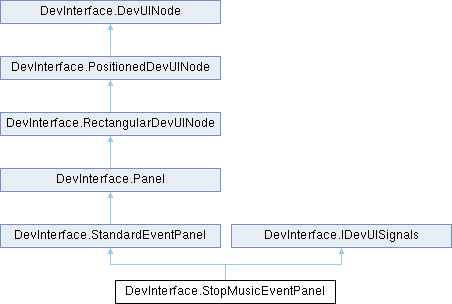 DevInterface.DevUINode
DevInterface.PositionedDevUINode
DevInterface.RectangularDevUINode
DevInterface.Panel
DevInterface.StandardEventPanel
DevInterface.IDevUISignals
DevInterface.StopMusicEventPanel